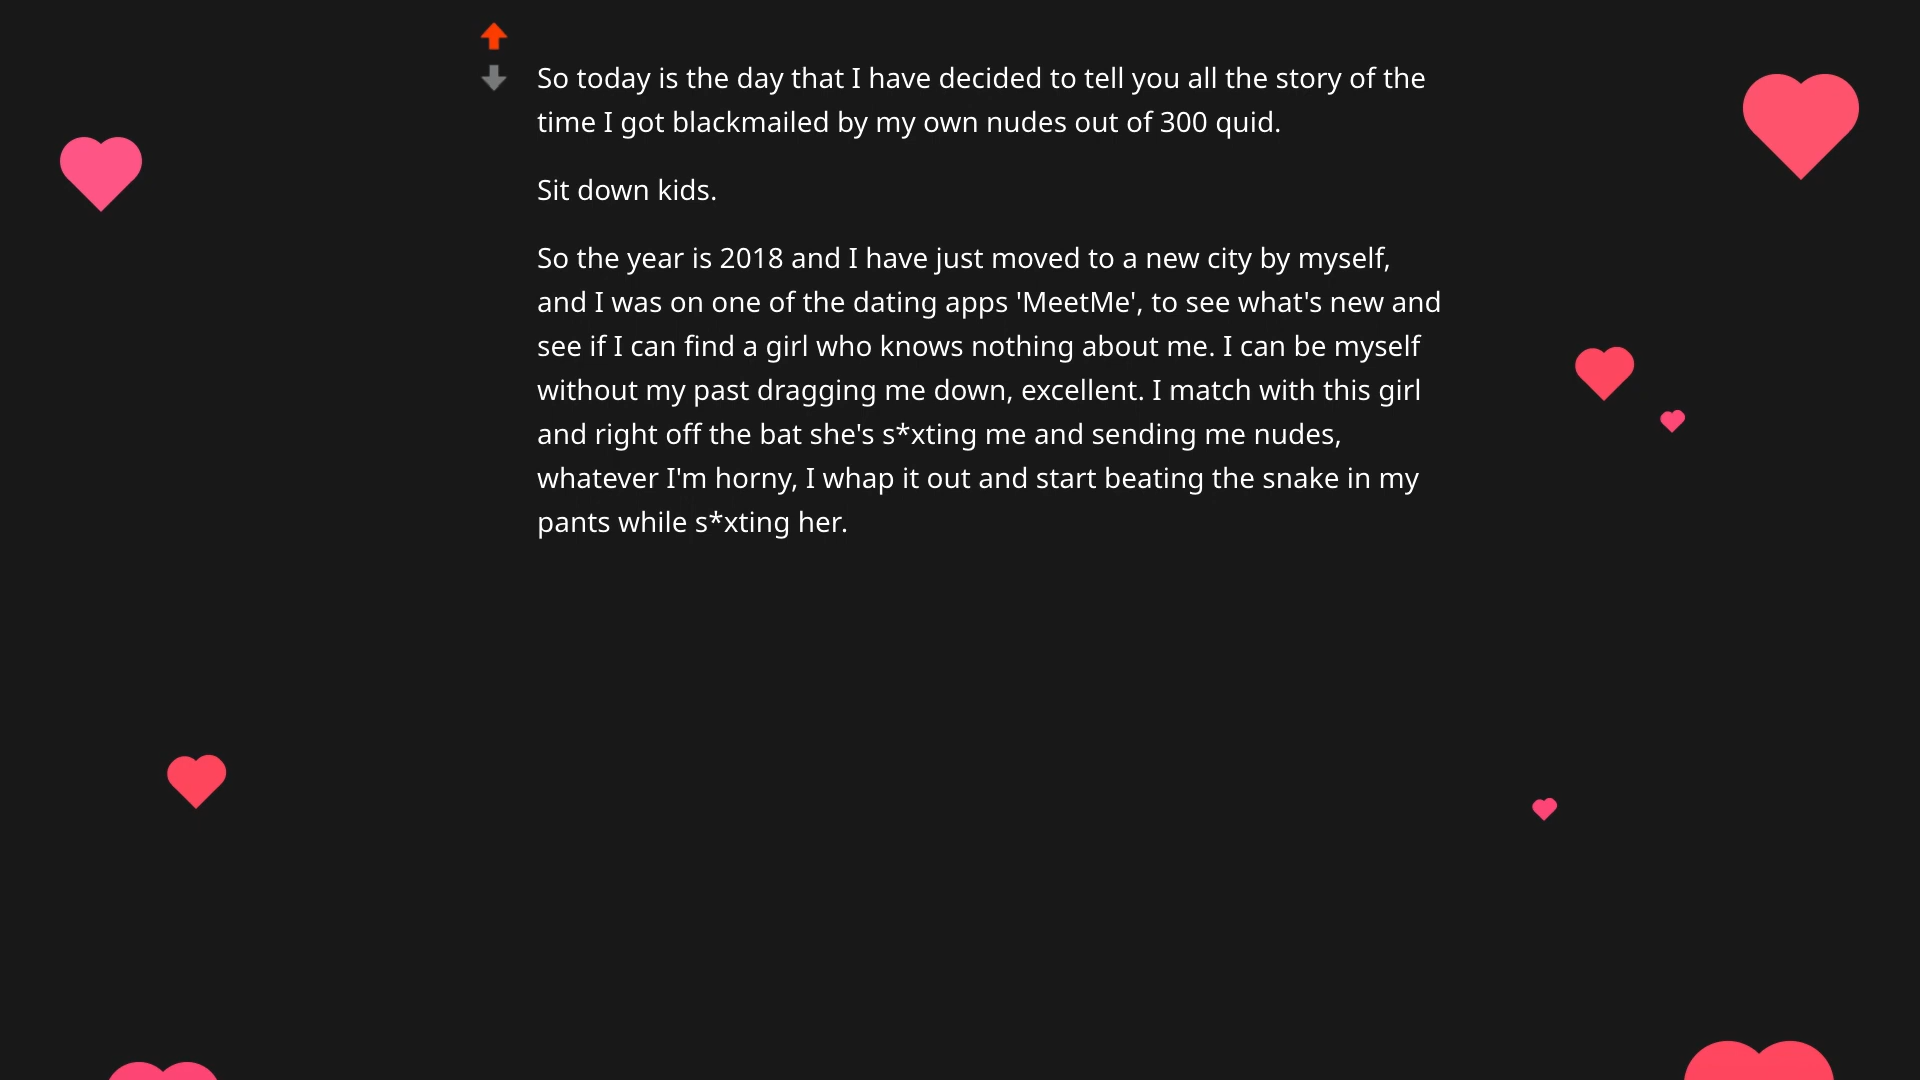 So today is the day that I have decided to tell you all the story of the
time I got blackmailed by my own nudes out of 300 quid.
Sit down kids.
So the year is 2018 and I have just moved to a new city by myself,
and I was on one of the dating apps 'MeetMe', to see what's new and
see if I can find a girl who knows nothing about me. I can be myself
without my past dragging me down, excellent. I match with this girl
and right off the bat she's s*xting me and sending me nudes,
whatever I'm horny, I whap it out and start beating the snake in my
pants while s*xting her.